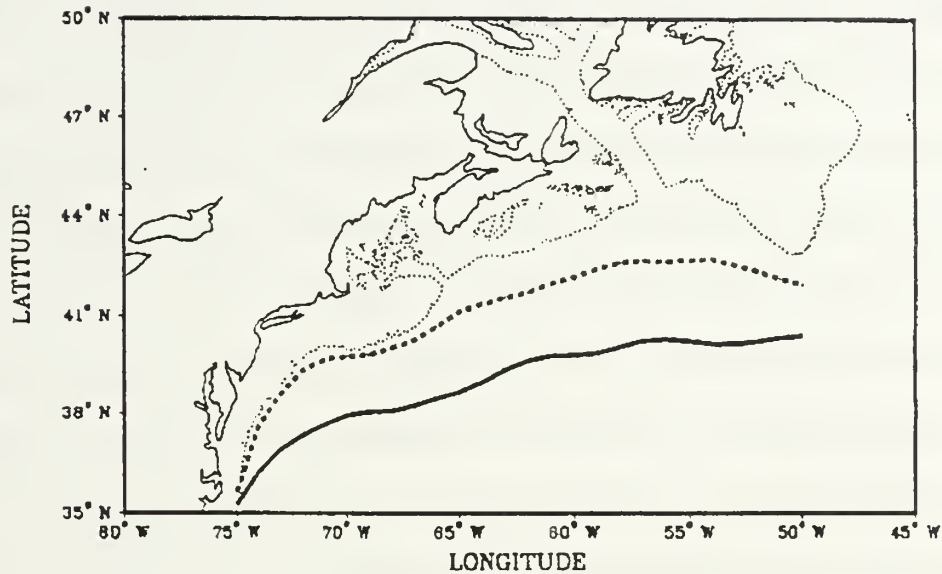 50° N
47° N
44° N
41° N
38° N
35° N
LATITUDE
80° W
75° W
70° W
65° W
60° W
55° W
50° W
45° W
LONGITUDE